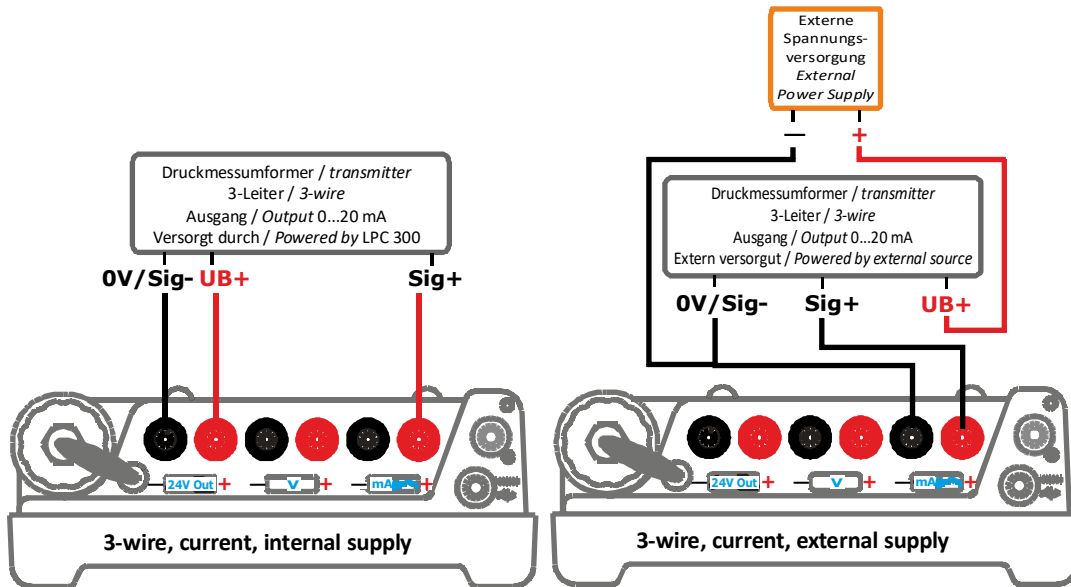 Externe
Spannungs-
versorgung
External
Power Supply
— +
Druckmessumformer / transmitter
3-Leiter / 3-wire
Ausgang / Output 0...20 mA
Versorgt durch / Powered by LPC 300
0V/Sig- UB+ Sig+
— 24V Out + — V + — mA +
3-wire, current, internal supply
Druckmessumformer / transmitter
3-Leiter / 3-wire
Ausgang / Output 0...20 mA
Extern versorgut / Powered by external source
0V/Sig- Sig+ UB+
— 24V Out + — V + — mA +
3-wire, current, external supply